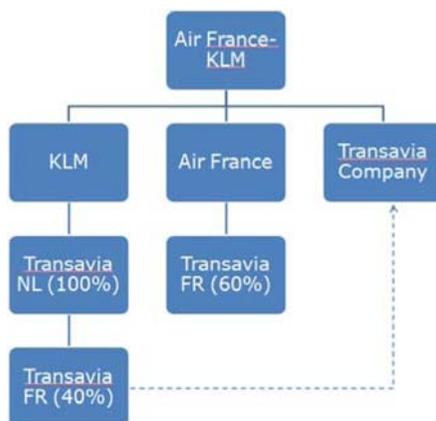 Air France-
KLM
KLM
Air France
Transavia
Company
Transavia
NL (100%)
Transavia
FR (60%)
Transavia
FR (40%)